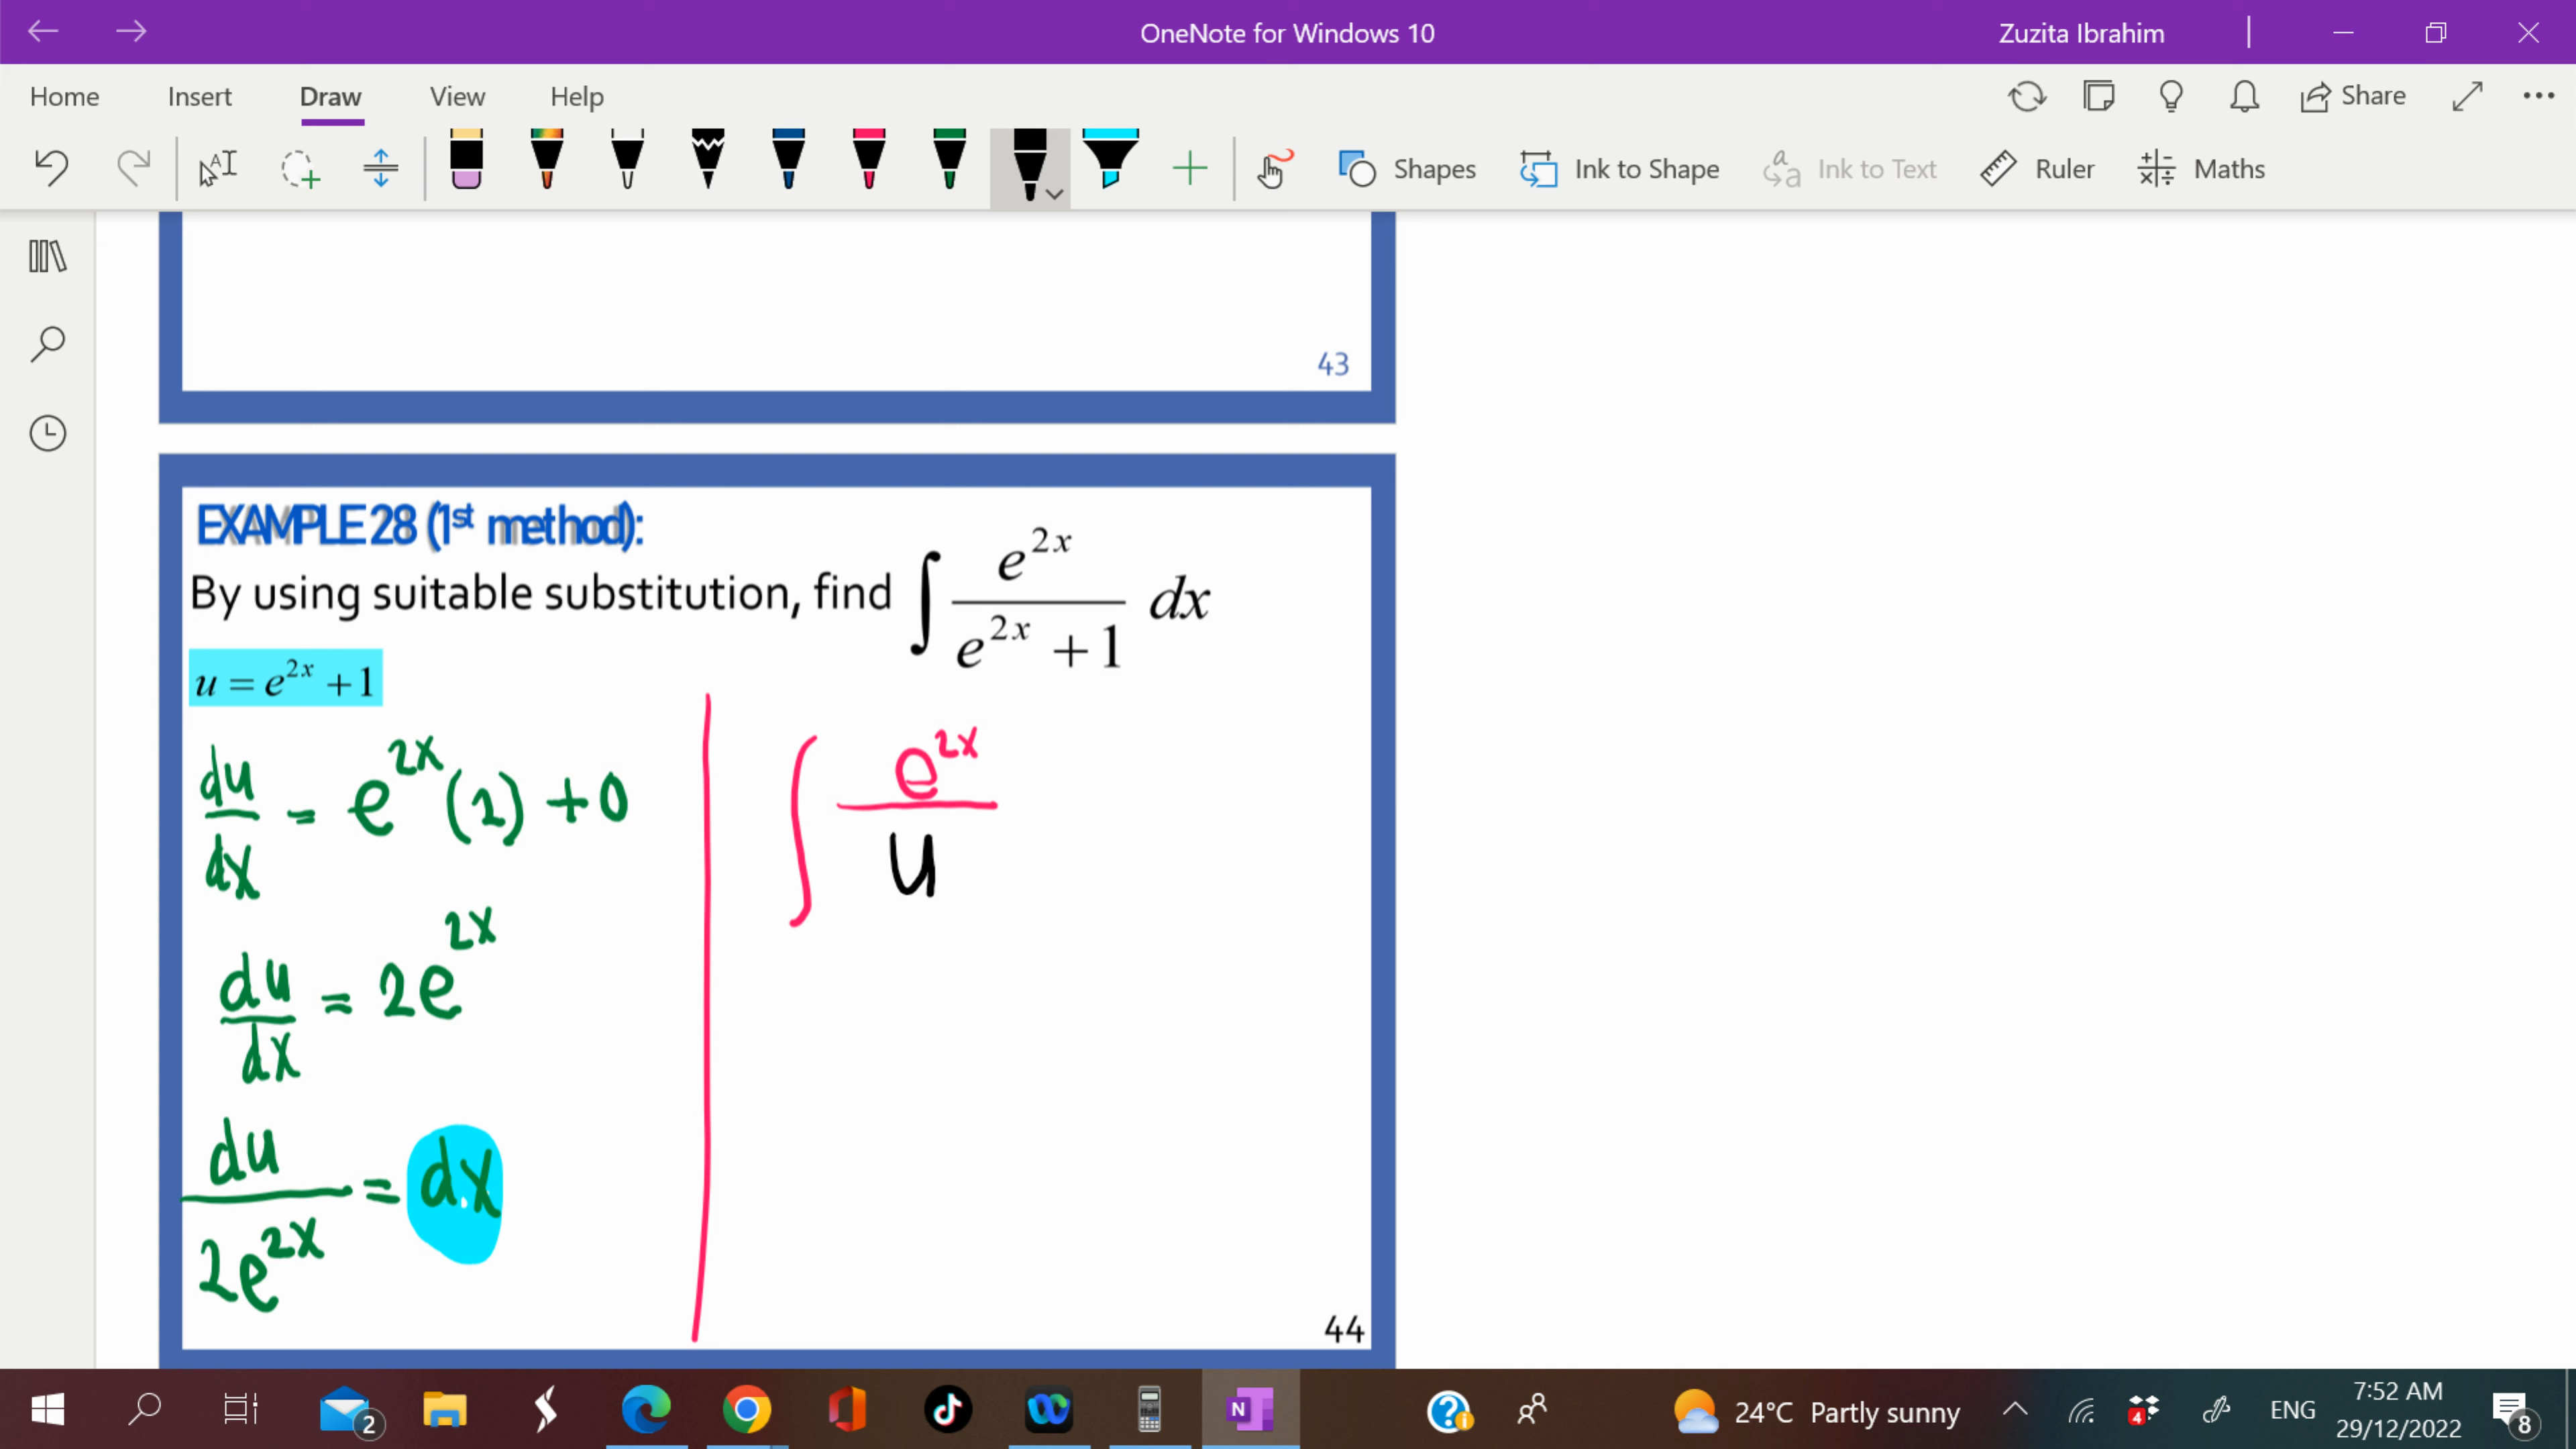 OneNote for Windows 10
Zuzita Ibrahim
Home Insert Draw View Help
Share
Shapes Ink to Shape Ink to Text Ruler Maths
43
EXAMPLE 28 (1st method):
By using suitable substitution, find ∫ e^{2x} / (e^{2x} + 1) dx
u = e^{2x} + 1
du/dx = e^{2x} (2) + 0
du/dx = 2e^{2x}
du / 2e^{2x} = dx
∫ e^{2x} / u
44
2
24°C Partly sunny
4
ENG
7:52 AM
29/12/2022
8